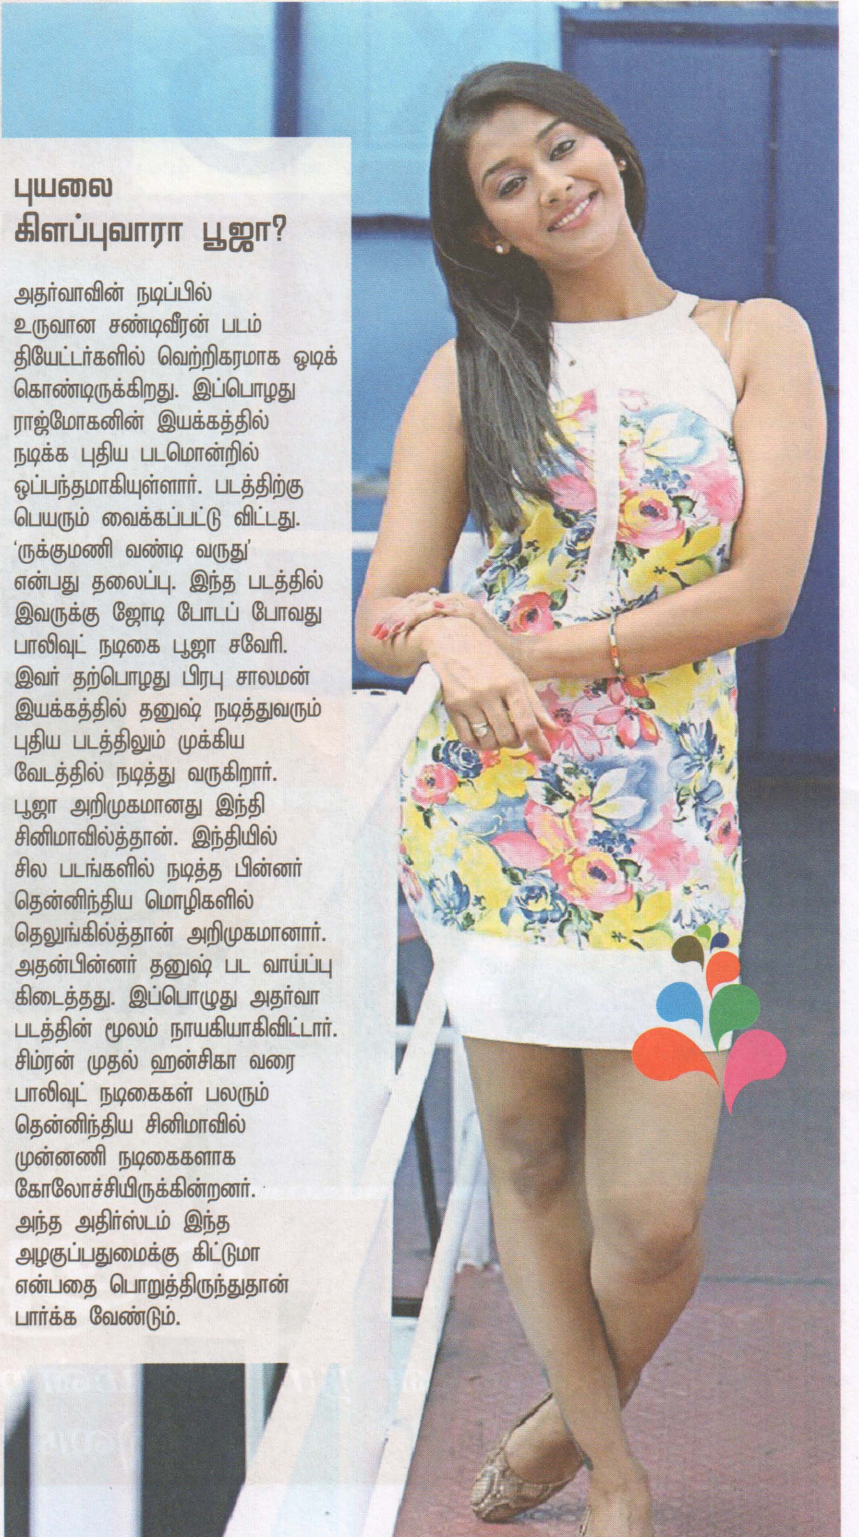 புயலை
கிளப்புவாரா பூஜா?
அதர்வாவின் நடிப்பில்
உருவான சண்டிவீரன் படம்
தியேட்டர்களில் வெற்றிகரமாக ஓடிக்
கொண்டிருக்கிறது. இப்பொழது
ராஜ்மோகனின் இயக்கத்தில்
நடிக்க புதிய படமொன்றில்
ஒப்பந்தமாகியுள்ளார். படத்திற்கு
பெயரும் வைக்கப்பட்டு விட்டது.
'ருக்குமணி வண்டி வருது'
என்பது தலைப்பு. இந்த படத்தில்
இவருக்கு ஜோடி போடப் போவது
பாலிவுட் நடிகை பூஜா சவேரி.
இவர் தற்பொழுது பிரபு சாலமன்
இயக்கத்தில் தனுஷ் நடித்துவரும்
புதிய படத்திலும் முக்கிய
வேடத்தில் நடித்து வருகிறார்.
பூஜா அறிமுகமானது இந்தி
சினிமாவில்த்தான். இந்தியில்
சில படங்களில் நடித்த பின்னர்
தென்னிந்திய மொழிகளில்
தெலுங்கில்த்தான் அறிமுகமானார்.
அதன்பின்னர் தனுஷ் பட வாய்ப்பு
கிடைத்தது. இப்பொழுது அதர்வா
படத்தின் மூலம் நாயகியாகிவிட்டார்.
சிம்ரன் முதல் ஹன்சிகா வரை
பாலிவுட் நடிகைகள் பலரும்
தென்னிந்திய சினிமாவில்
முன்னணி நடிகைகளாக
கோலோச்சியிருக்கின்றனர்.
அந்த அதிர்ஸ்டம் இந்த
அழகுப்பதுமைக்கு கிட்டுமா
என்பதை பொறுத்திருந்துதான்
பார்க்க வேண்டும்.